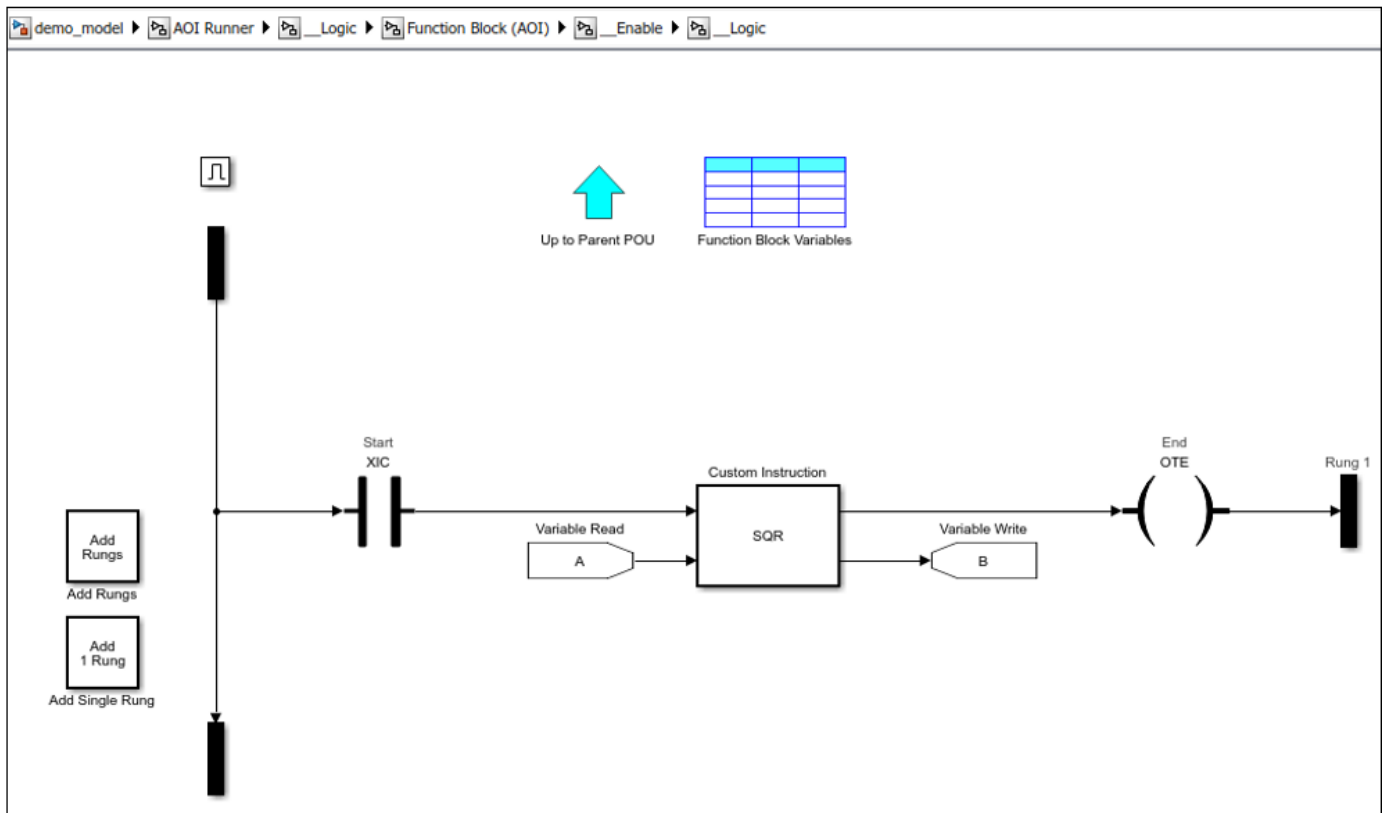 demo_model AOI Runner __Logic Function Block (AOI) __Enable __Logic
Up to Parent POU
Function Block Variables
Start
XIC
End
OTE
Rung 1
Custom Instruction
SQR
Variable Read
A
Variable Write
B
Add
Rungs
Add Rungs
Add
1 Rung
Add Single Rung